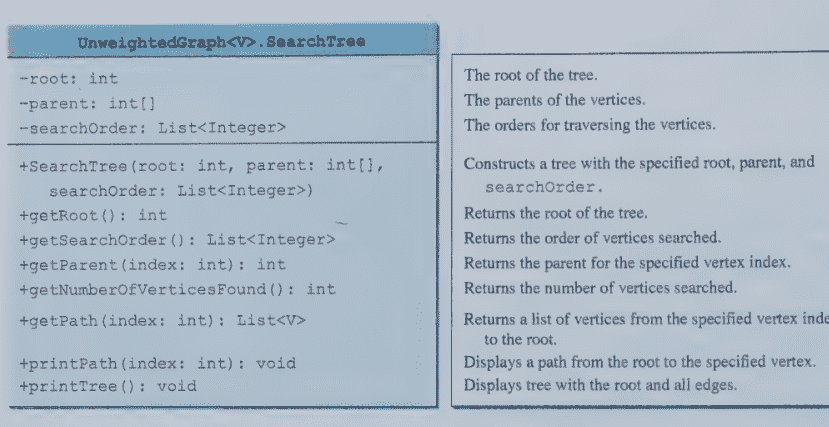 UnweightedGraph<V>.SearchTree
-root: int
-parent: int[]
-searchOrder: List<Integer>
+SearchTree(root: int, parent: int[],
searchOrder: List<Integer>)
+getRoot(): int
+getSearchOrder(): List<Integer>
+getParent(index: int): int
+getNumberOfVerticesFound(): int
+getPath(index: int): List<V>
+printPath(index: int): void
+printTree(): void
The root of the tree.
The parents of the vertices.
The orders for traversing the vertices.
Constructs a tree with the specified root, parent, and
searchOrder.
Returns the root of the tree.
Returns the order of vertices searched.
Returns the parent for the specified vertex index.
Returns the number of vertices searched.
Returns a list of vertices from the specified vertex inde
to the root.
Displays a path from the root to the specified vertex.
Displays tree with the root and all edges.